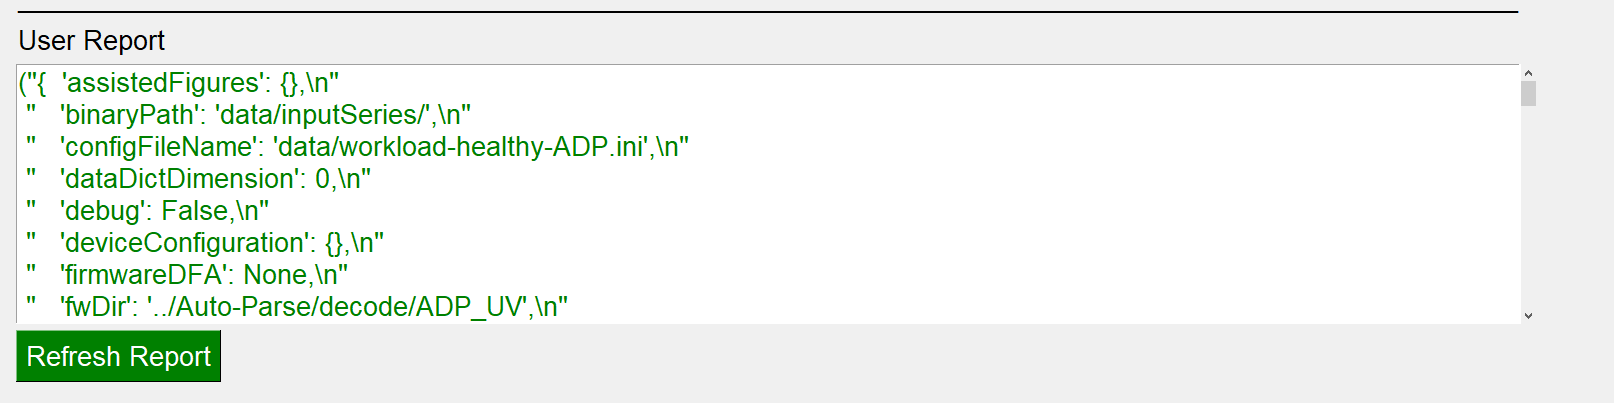 User Report
("{  'assistedFigures': {},\n"
 "   'binaryPath': 'data/inputSeries/',\n"
 "   'configFileName': 'data/workload-healthy-ADP.ini',\n"
 "   'dataDictDimension': 0,\n"
 "   'debug': False,\n"
 "   'deviceConfiguration': {},\n"
 "   'firmwareDFA': None,\n"
 "   'fwDir': '../Auto-Parse/decode/ADP_UV',\n"
Refresh Report